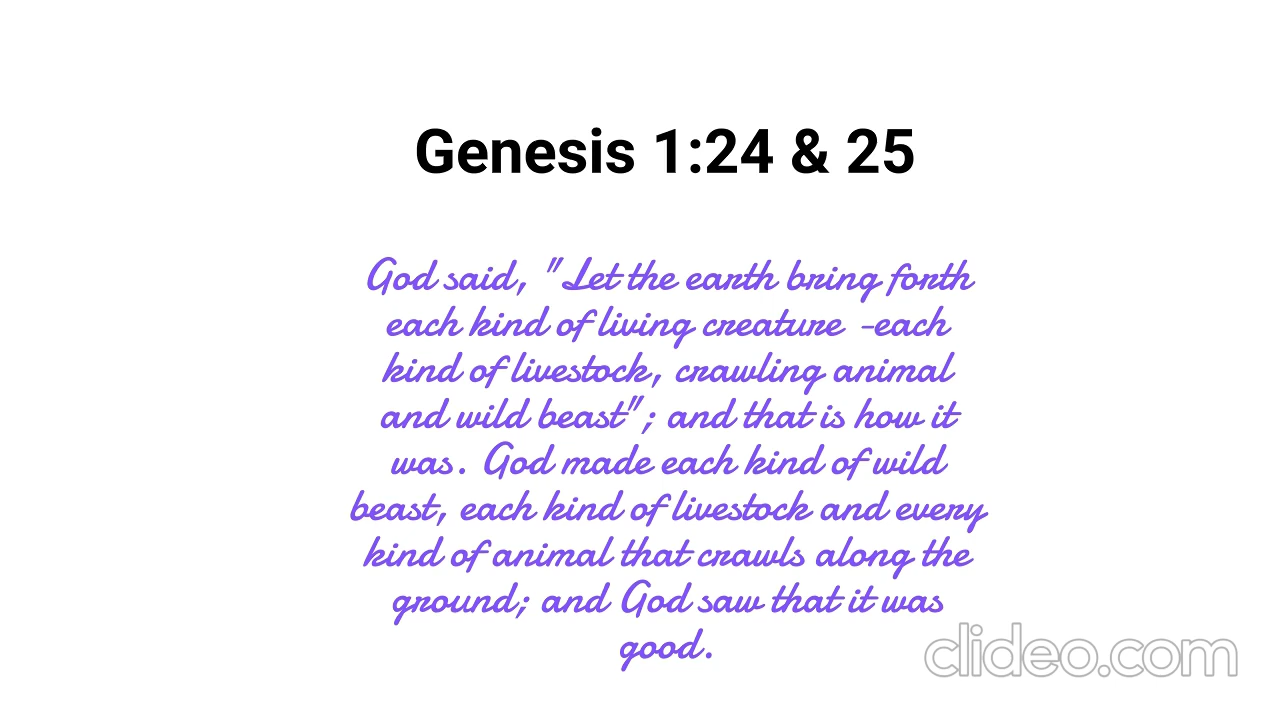 Genesis 1:24 & 25
God said, "Let the earth bring forth
each kind of living creature -each
kind of livestock, crawling animal
and wild beast"; and that is how it
was. God made each kind of wild
beast, each kind of livestock and every
kind of animal that crawls along the
ground; and God saw that it was
good.
clideo.com